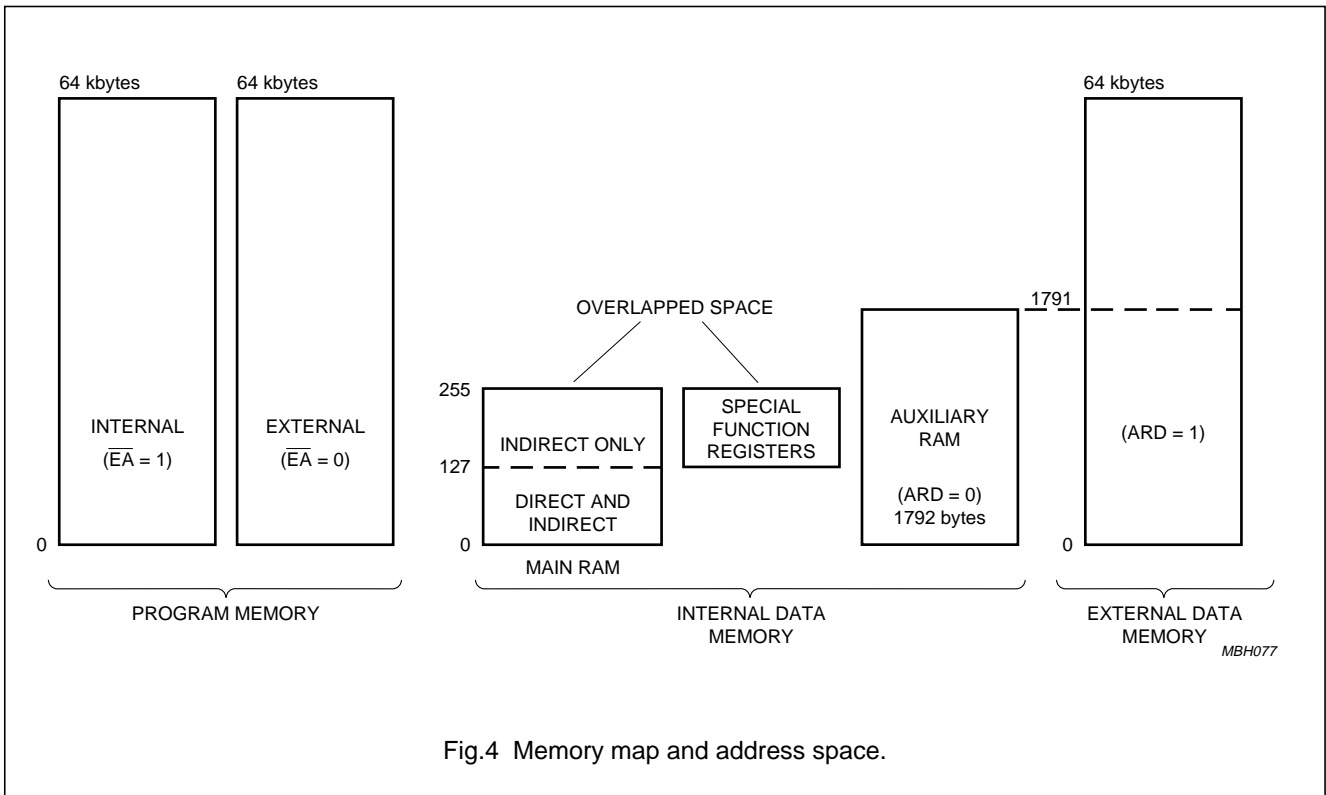 64 kbytes
64 kbytes
INTERNAL
(E̅A̅ = 1)
EXTERNAL
(E̅A̅ = 0)
0
PROGRAM MEMORY
OVERLAPPED SPACE
255
INDIRECT ONLY
127
DIRECT AND
INDIRECT
0
MAIN RAM
SPECIAL
FUNCTION
REGISTERS
AUXILIARY
RAM
(ARD = 0)
1792 bytes
INTERNAL DATA
MEMORY
64 kbytes
1791
(ARD = 1)
0
EXTERNAL DATA
MEMORY
MBH077
Fig.4 Memory map and address space.